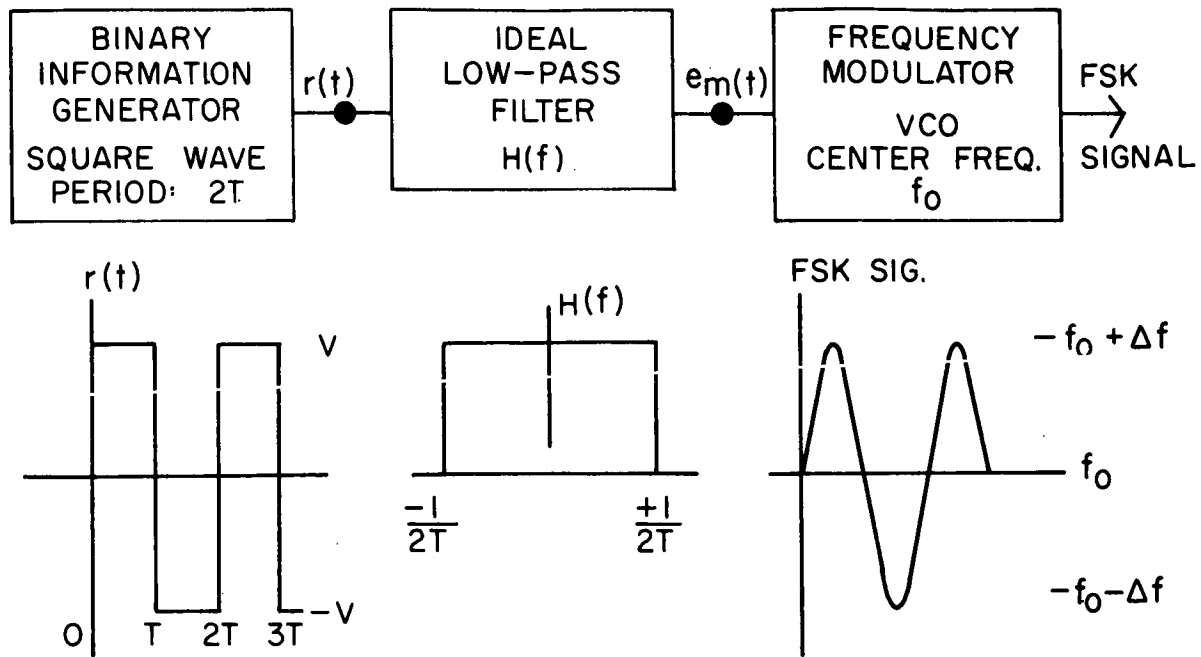 BINARY
INFORMATION
GENERATOR
SQUARE WAVE
PERIOD: 2T
r(t)
IDEAL
LOW-PASS
FILTER
H(f)
em(t)
FREQUENCY
MODULATOR
VCO
CENTER FREQ.
fo
FSK
SIGNAL
r(t)
V
-V
0 T 2T 3T
H(f)
-1/2T
+1/2T
FSK SIG.
-fo + Δf
fo
-fo-Δf